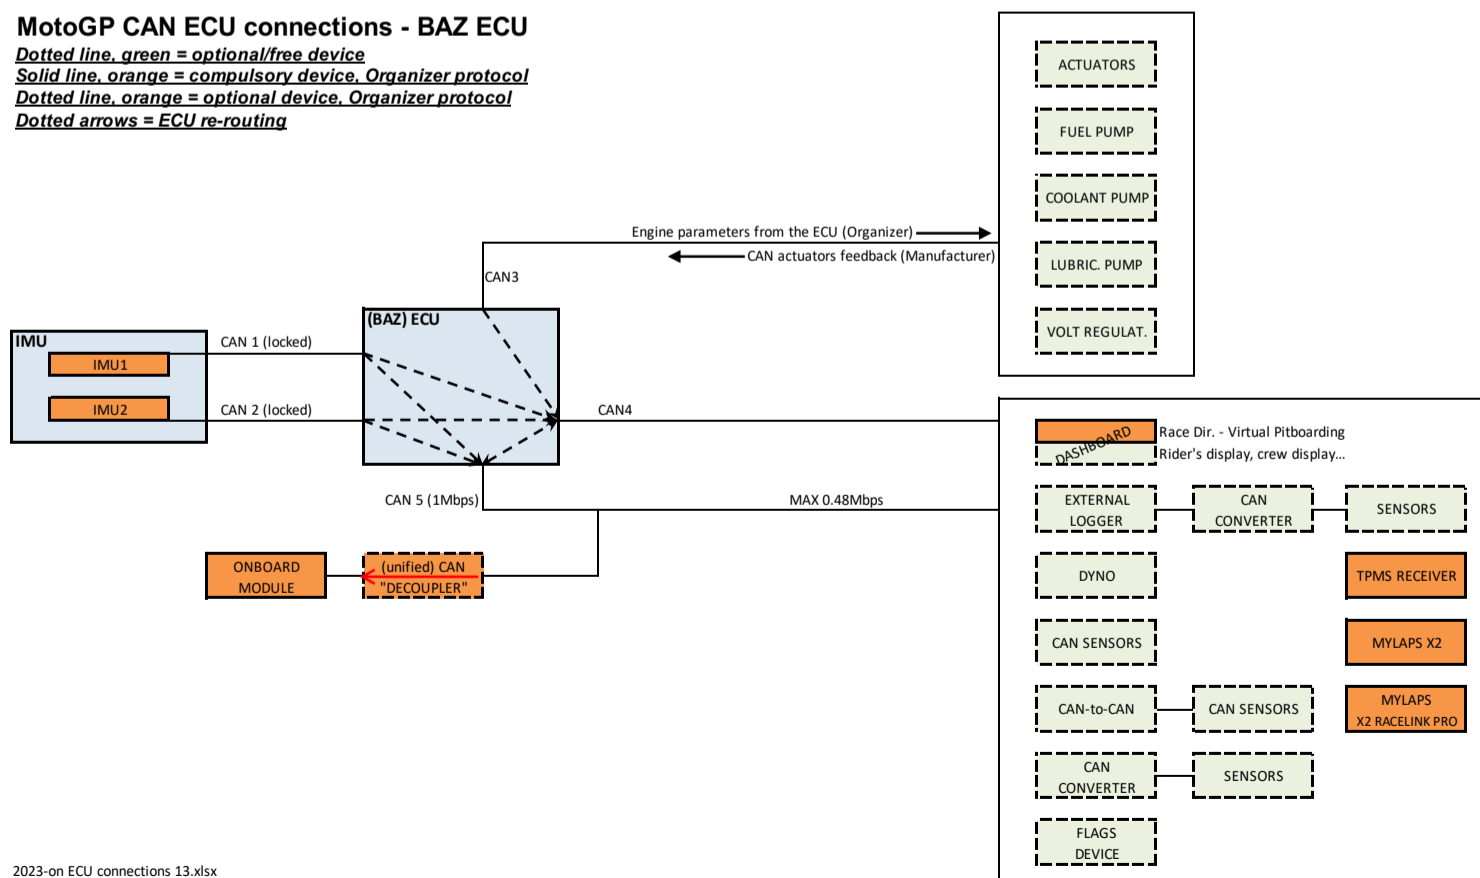 MotoGP CAN ECU connections - BAZ ECU
Dotted line, green = optional/free device
Solid line, orange = compulsory device, Organizer protocol
Dotted line, orange = optional device, Organizer protocol
Dotted arrows = ECU re-routing
ACTUATORS
FUEL PUMP
COOLANT PUMP
LUBRIC. PUMP
VOLT REGULAT.
Engine parameters from the ECU (Organizer)
CAN actuators feedback (Manufacturer)
CAN3
(BAZ) ECU
IMU
IMU1
IMU2
CAN 1 (locked)
CAN 2 (locked)
CAN4
CAN 5 (1Mbps)
MAX 0.48Mbps
ONBOARD
MODULE
(unified) CAN
"DECOUPLER"
DASHBOARD
Race Dir. - Virtual Pitboarding
Rider's display, crew display...
EXTERNAL
LOGGER
CAN
CONVERTER
SENSORS
DYNO
TPMS RECEIVER
CAN SENSORS
MYLAPS X2
CAN-to-CAN
CAN SENSORS
MYLAPS
X2 RACELINK PRO
CAN
CONVERTER
SENSORS
FLAGS
DEVICE
2023-on ECU connections 13.xlsx